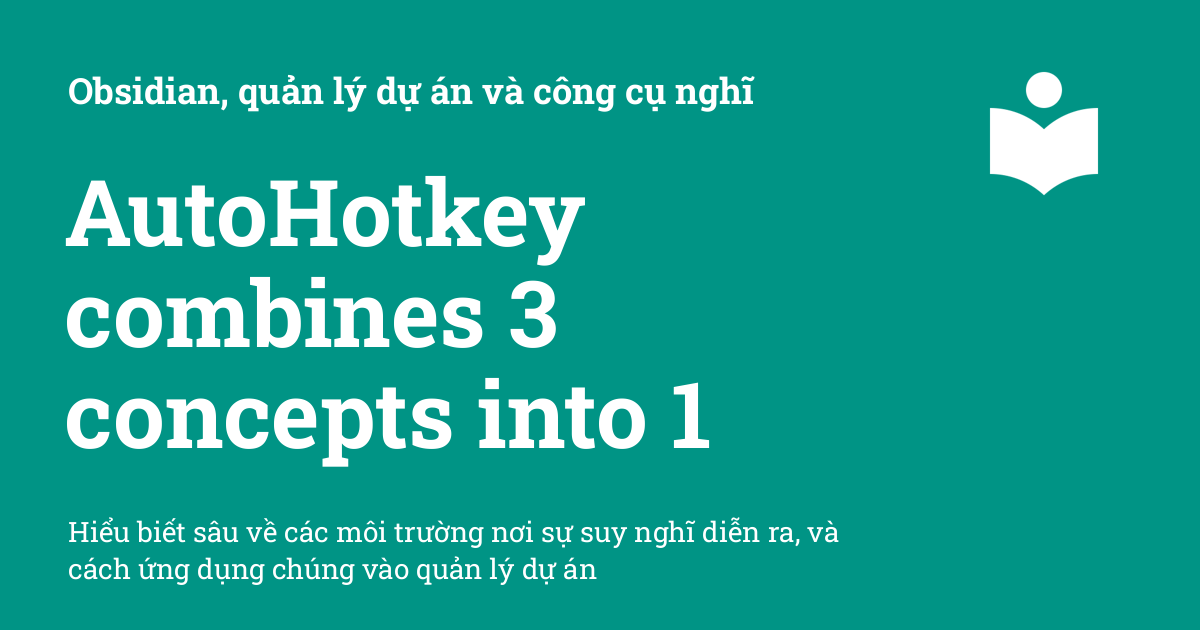 Obsidian, quản lý dự án và công cụ nghĩ
AutoHotkey
combines 3
concepts into 1
Hiểu biết sâu về các môi trường nơi sự suy nghĩ diễn ra, và
cách ứng dụng chúng vào quản lý dự án